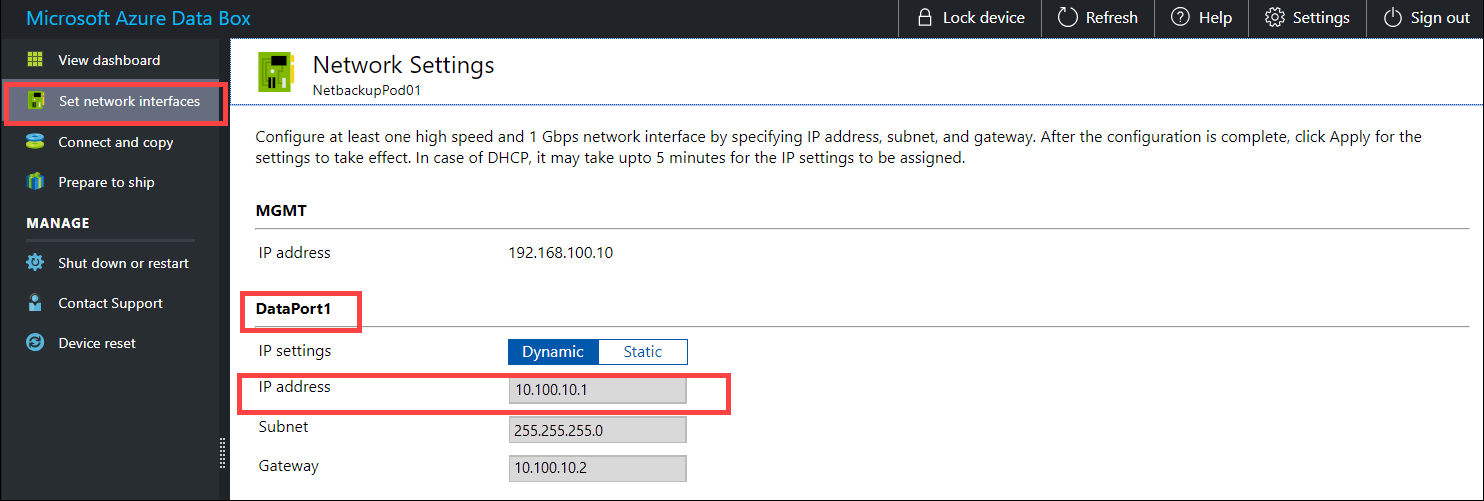 Microsoft Azure Data Box
Lock device
Refresh
Help
Settings
Sign out
View dashboard
Set network interfaces
Connect and copy
Prepare to ship
MANAGE
Shut down or restart
Contact Support
Device reset
Network Settings
NetbackupPod01
Configure at least one high speed and 1 Gbps network interface by specifying IP address, subnet, and gateway. After the configuration is complete, click Apply for the
settings to take effect. In case of DHCP, it may take upto 5 minutes for the IP settings to be assigned.
MGMT
IP address 192.168.100.10
DataPort1
IP settings Dynamic Static
IP address 10.100.10.1
Subnet 255.255.255.0
Gateway 10.100.10.2